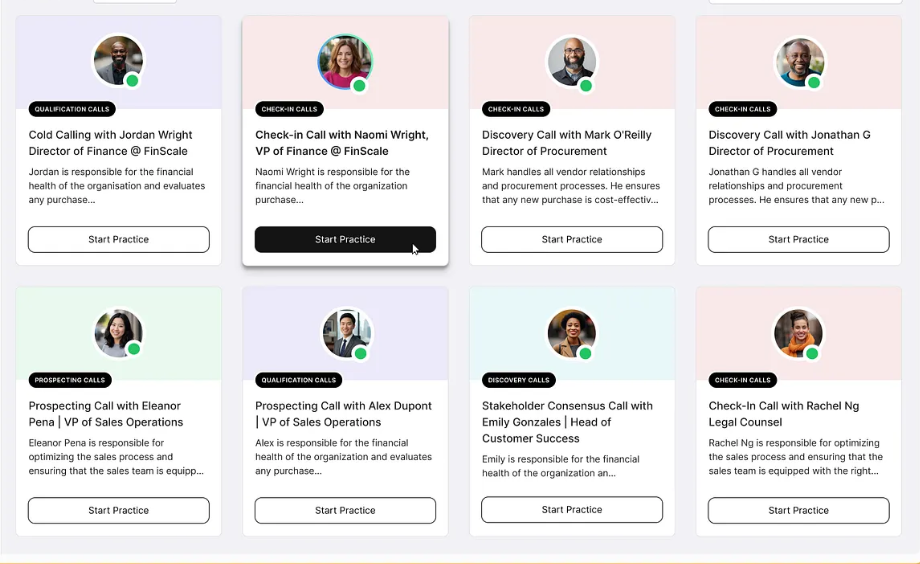 QUALIFICATION CALLS
Cold Calling with Jordan Wright
Director of Finance @ FinScale
Jordan is responsible for the financial
health of the organisation and evaluates
any purchase...
Start Practice
CHECK-IN CALLS
Check-in Call with Naomi Wright,
VP of Finance @ FinScale
Naomi Wright is responsible for the
financial health of the organization
purchase...
Start Practice
CHECK-IN CALLS
Discovery Call with Mark O'Reilly
Director of Procurement
Mark handles all vendor relationships
and procurement processes. He ensures
that any new purchase is cost-effectiv...
Start Practice
CHECK-IN CALLS
Discovery Call with Jonathan G
Director of Procurement
Jonathan G handles all vendor
relationships and procurement
processes. He ensures that any new p...
Start Practice
PROSPECTING CALLS
Prospecting Call with Eleanor
Pena | VP of Sales Operations
Eleanor Pena is responsible for
optimizing the sales process and
ensuring that the sales team is equipp...
Start Practice
QUALIFICATION CALLS
Prospecting Call with Alex Dupont
| VP of Sales Operations
Alex is responsible for the financial
health of the organization and evaluates
any purchase...
Start Practice
DISCOVERY CALLS
Stakeholder Consensus Call with
Emily Gonzales | Head of
Customer Success
Emily is responsible for the financial
health of the organization an...
Start Practice
CHECK-IN CALLS
Check-In Call with Rachel Ng
Legal Counsel
Rachel Ng is responsible for optimizing
the sales process and ensuring that the
sales team is equipped with the right...
Start Practice